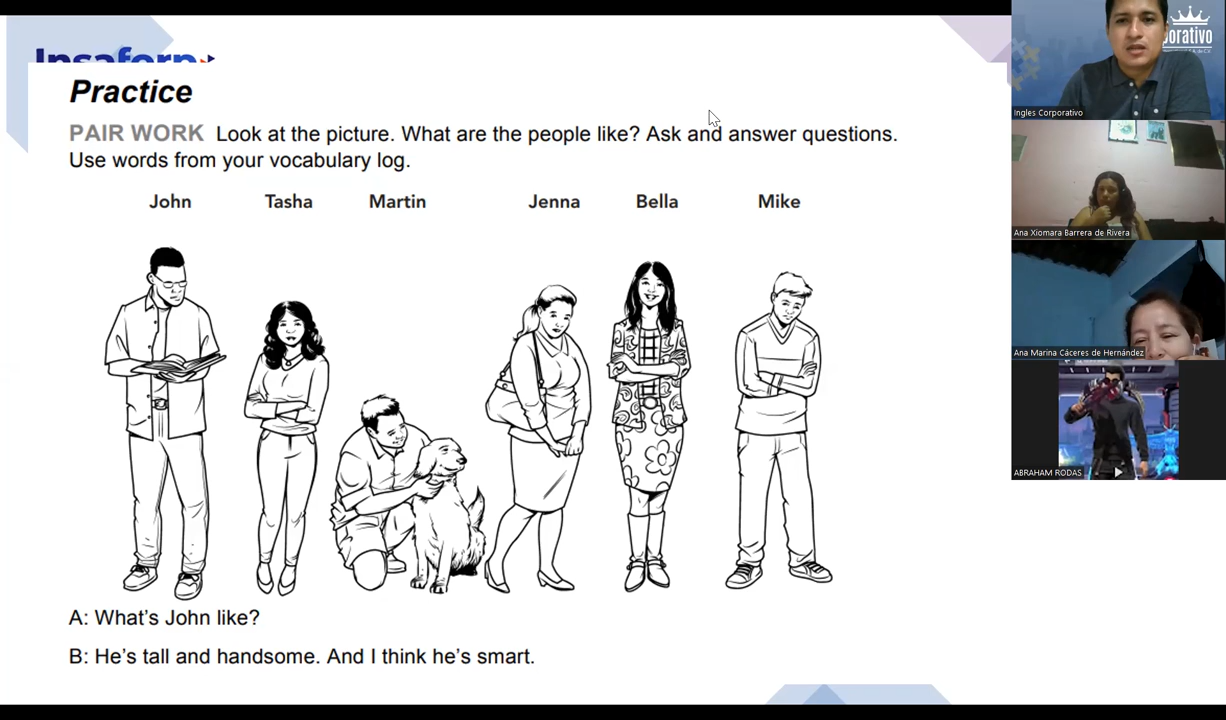 Insaforp
Practice
PAIR WORK Look at the picture. What are the people like? Ask and answer questions.
Use words from your vocabulary log.
John Tasha Martin Jenna Bella Mike
A: What's John like?
B: He's tall and handsome. And I think he's smart.
porativo
Ingles Corporativo
Ana Xiomara Barrera de Rivera
Ana Marina Cáceres de Hernández
ABRAHAM RODAS